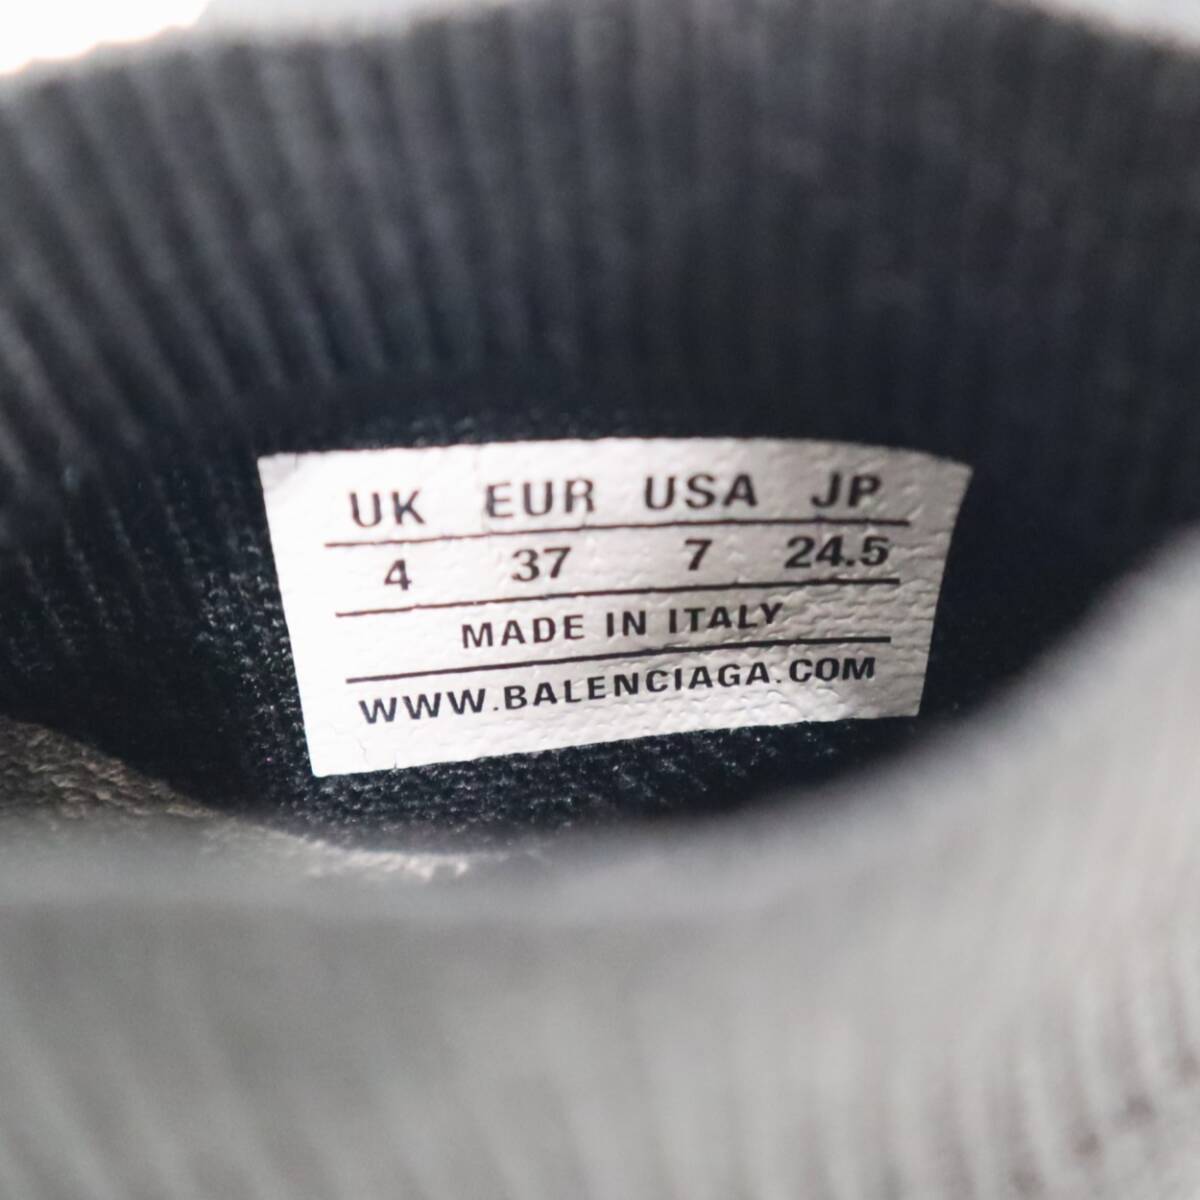 UK EUR USA JP
4 37 7 24.5
MADE IN ITALY
WWW.BALENCIAGA.COM